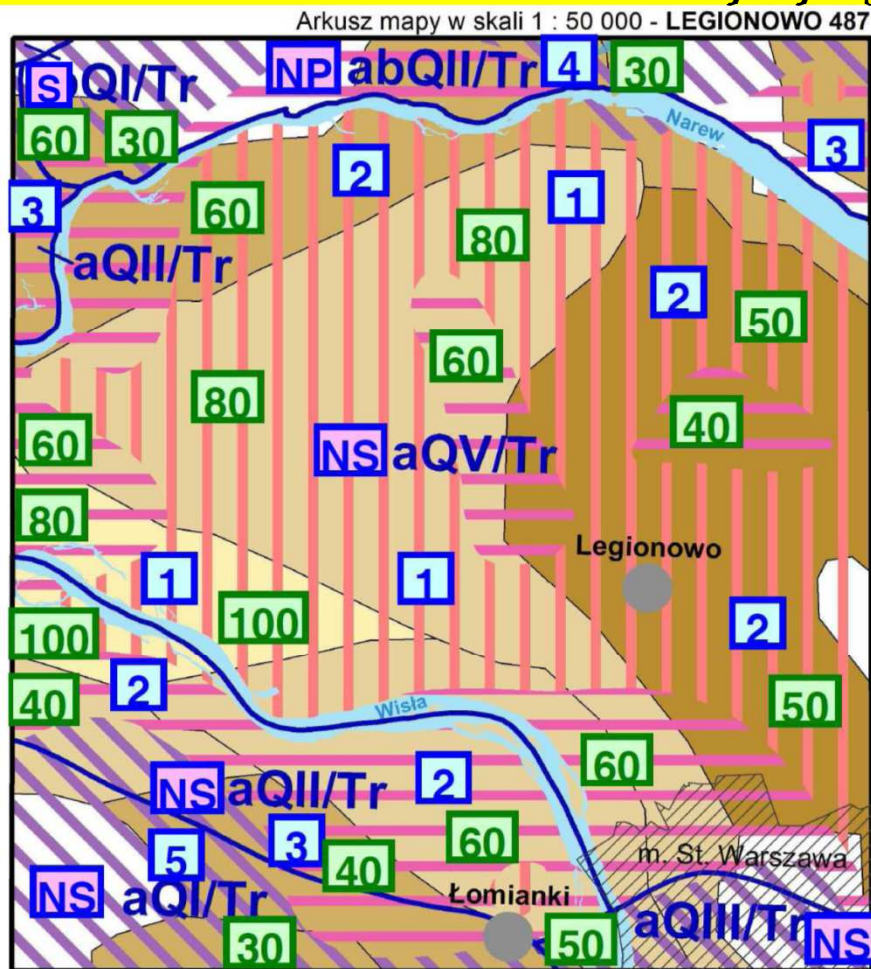 Arkusz mapy w skali 1 : 50 000 - LEGIONOWO 487
S
QI/Tr
NP
abQII/Tr
4
30
60
30
Narew
3
2
3
60
1
80
aQII/Tr
2
50
60
80
40
60
NS
aQV/Tr
80
Legionowo
1
1
100
100
2
2
40
Wisła
50
60
NS
aQII/Tr
2
5
3
60
m. St. Warszawa
40
NS
aQI/Tr
Łomianki
30
50
aQIII/Tr
NS